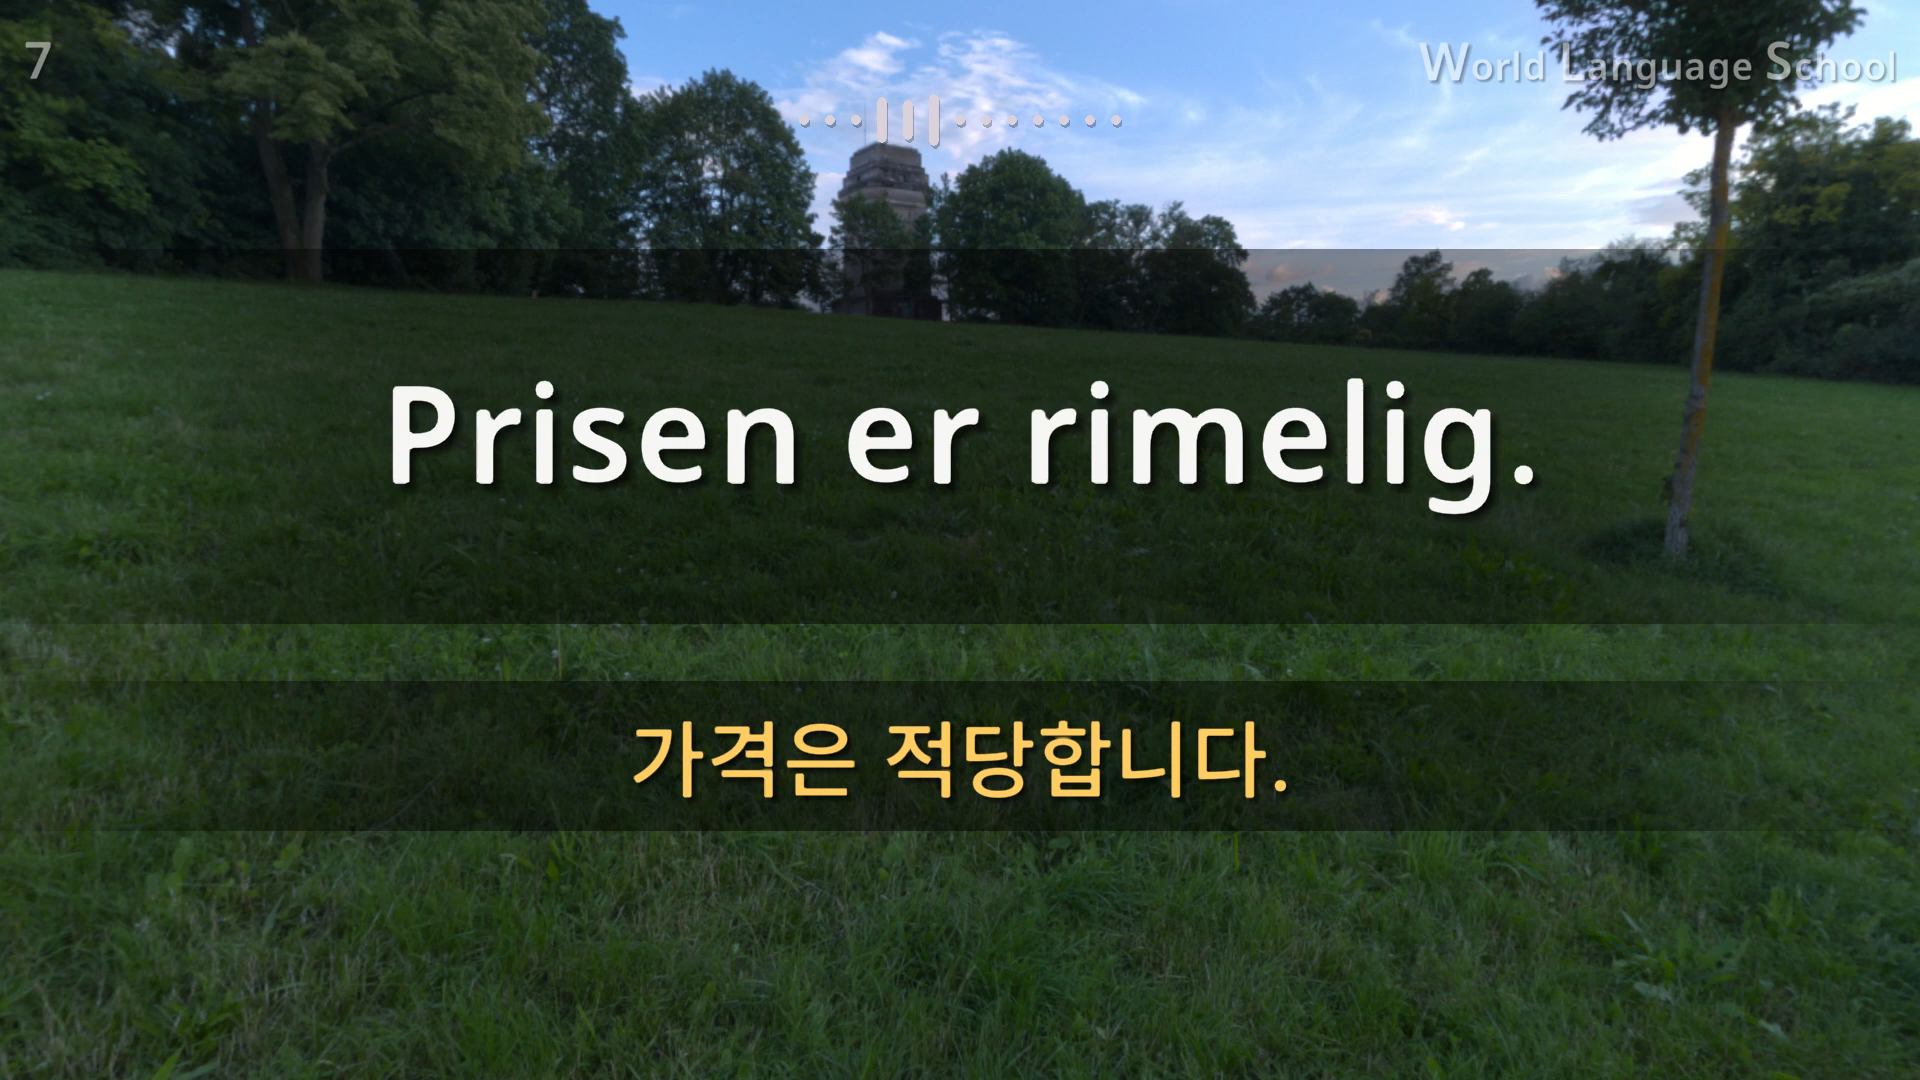 7
World Language School
Prisen er rimelig.
가격은 적당합니다.